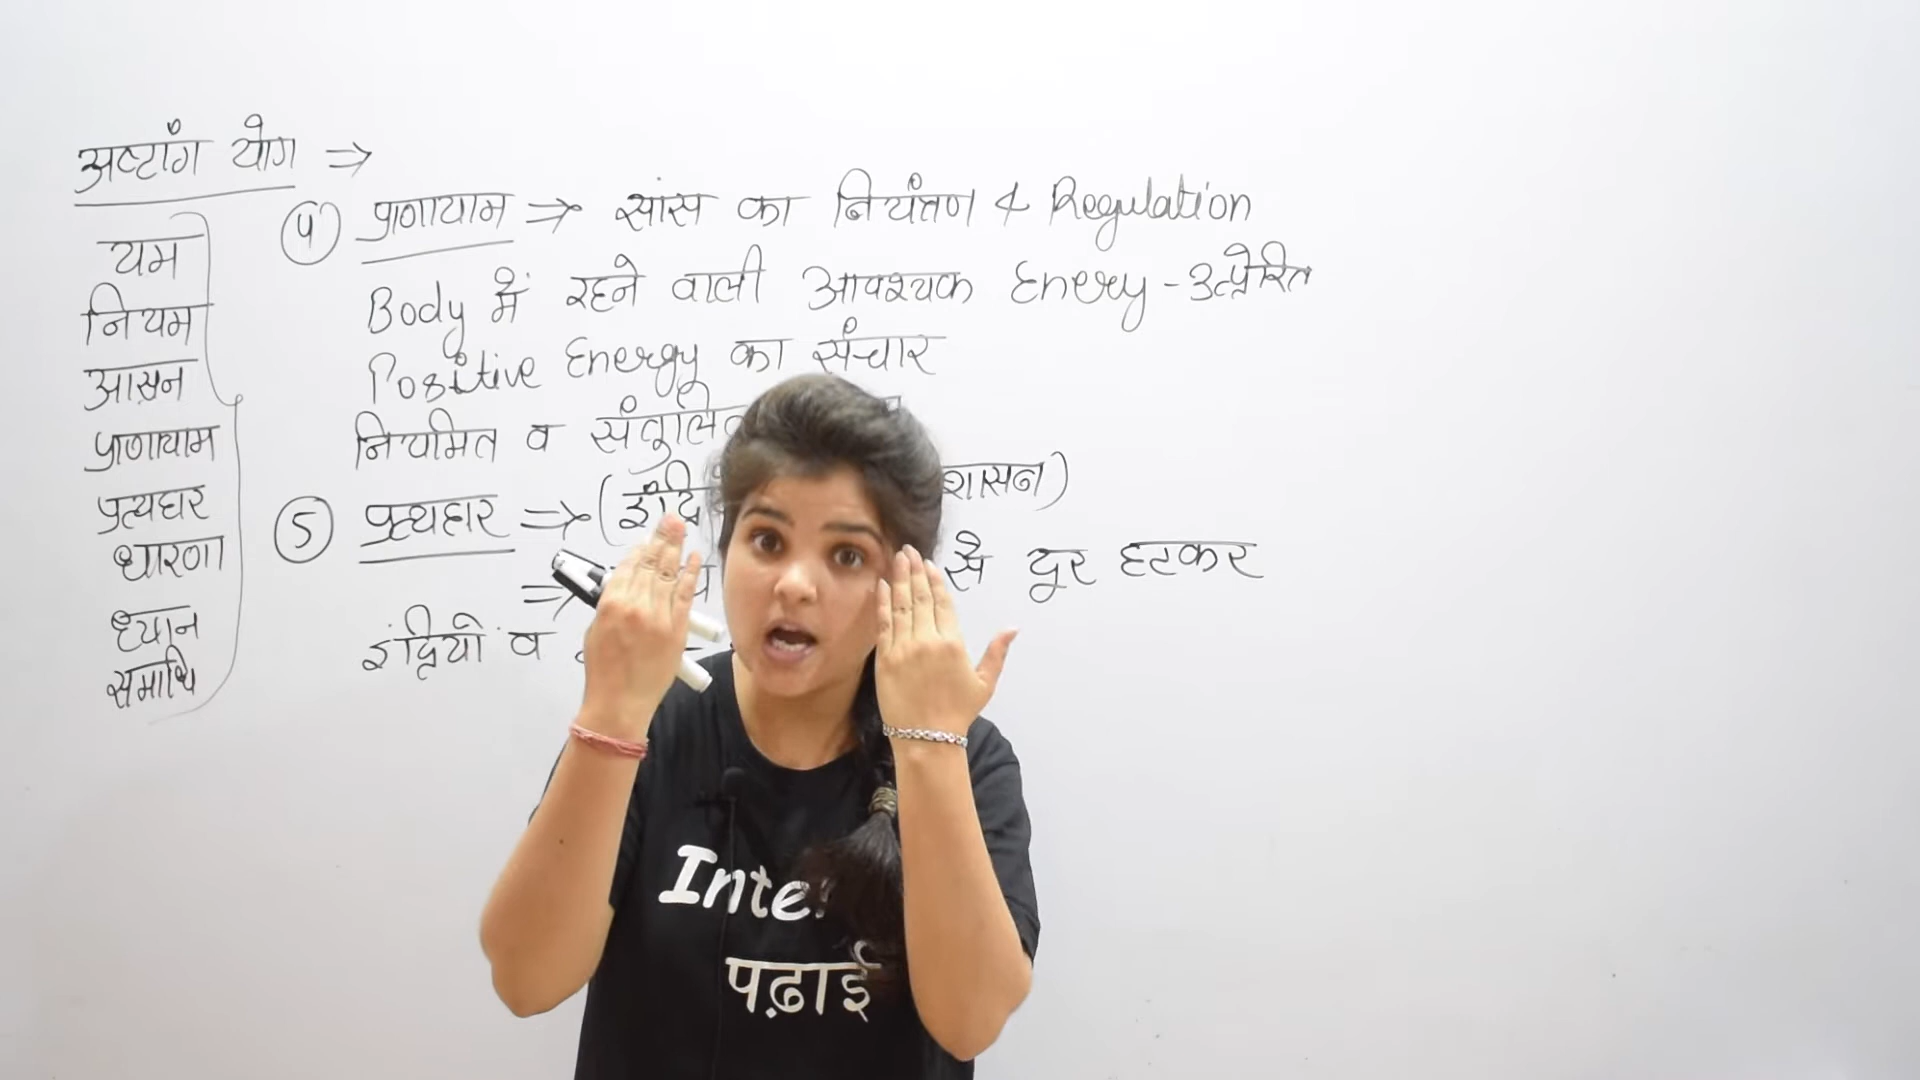 अष्टांग योग ⇒
यम
नियम
आसन
प्राणायाम
प्रत्यहार
धारणा
ध्यान
समाधि
④ प्राणायाम ⇒ सांस का नियंत्रण & Regulation
Body में रहने वाली आवश्यक Energy - उत्प्रेरित
Positive Energy का संचार
नियमित व
⑤ प्रत्यहार ⇒
⇒ से दूर हटकर
इंद्रियों व
पढ़ाई